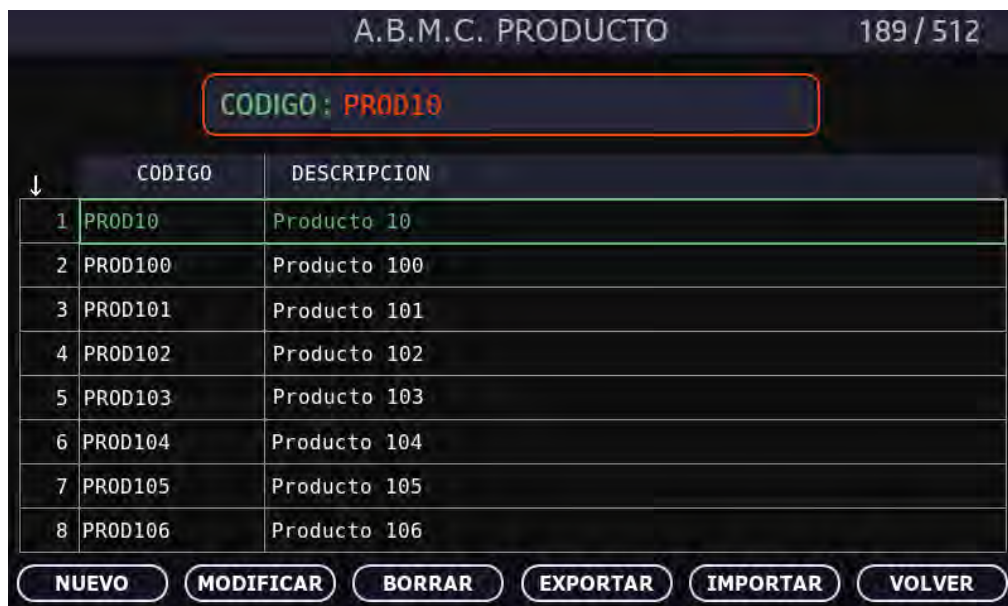 A.B.M.C. PRODUCTO 189 / 512
CODIGO : PROD10
↓ CODIGO DESCRIPCION
1 PROD10 Producto 10
2 PROD100 Producto 100
3 PROD101 Producto 101
4 PROD102 Producto 102
5 PROD103 Producto 103
6 PROD104 Producto 104
7 PROD105 Producto 105
8 PROD106 Producto 106
NUEVO MODIFICAR BORRAR EXPORTAR IMPORTAR VOLVER